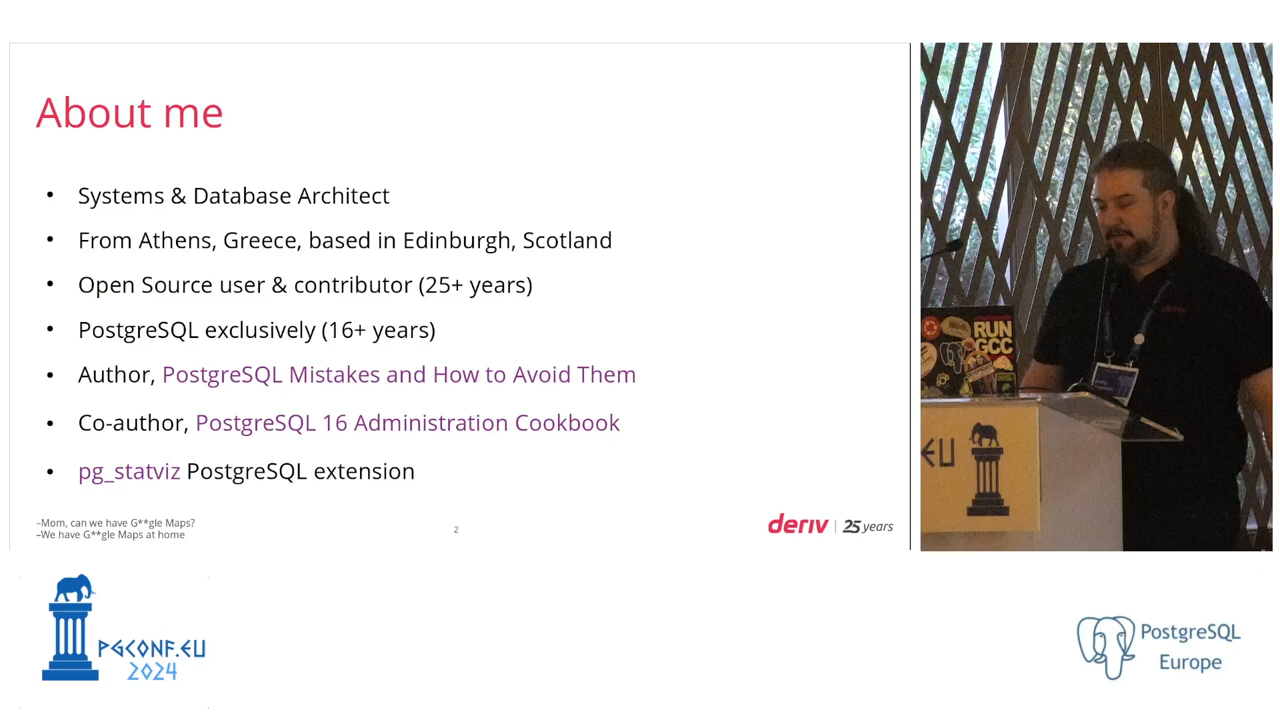 About me
• Systems & Database Architect
• From Athens, Greece, based in Edinburgh, Scotland
• Open Source user & contributor (25+ years)
• PostgreSQL exclusively (16+ years)
• Author, PostgreSQL Mistakes and How to Avoid Them
• Co-author, PostgreSQL 16 Administration Cookbook
• pg_statviz PostgreSQL extension
–Mom, can we have G**gle Maps?
–We have G**gle Maps at home
2
deriv | 25 years
RUN
GCC
deriv
EU
PGCONF.EU
2024
PostgreSQL
Europe